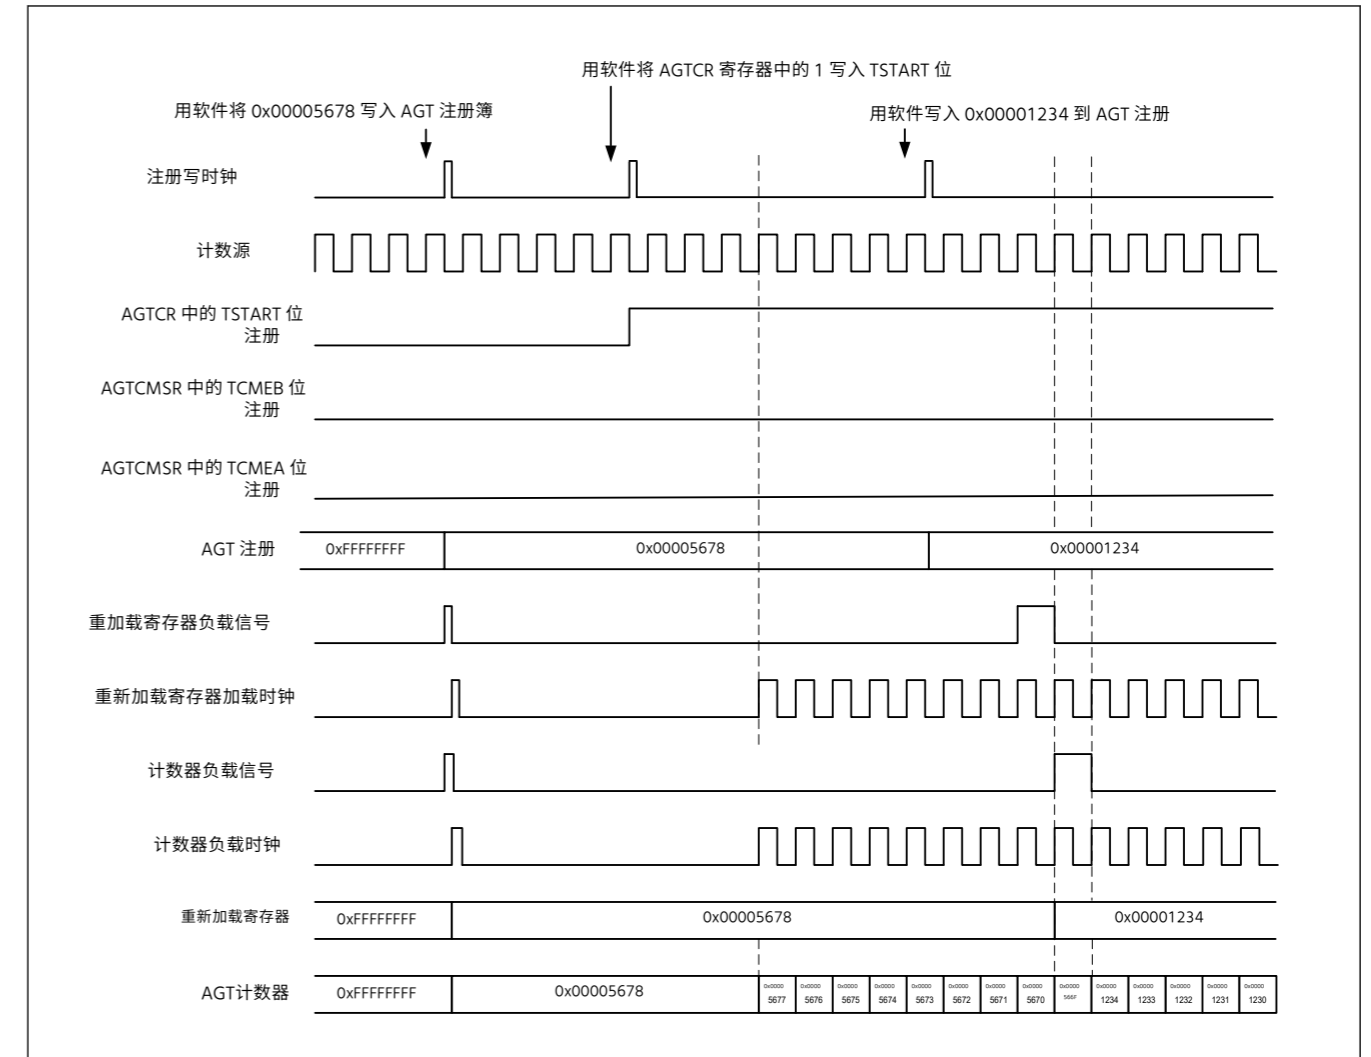 用软件将 AGTCR 寄存器中的 1 写入 TSTART 位
用软件将 0x00005678 写入 AGT 注册簿
用软件写入 0x00001234 到 AGT 注册
注册写时钟
计数源
AGTCR 中的 TSTART 位
注册
AGTCMSR 中的 TCMEB 位
注册
AGTCMSR 中的 TCMEA 位
注册
AGT 注册 0xFFFFFFFF 0x00005678 0x00001234
重加载寄存器负载信号
重新加载寄存器加载时钟
计数器负载信号
计数器负载时钟
重新加载寄存器 0xFFFFFFFF 0x00005678 0x00001234
AGT计数器 0xFFFFFFFF 0x00005678
0x0000 0x0000 0x0000 0x0000 0x0000 0x0000 0x0000 0x0000 0x0000 0x0000 0x0000 0x0000 0x0000 0x0000
5677 5676 5675 5674 5673 5672 5671 5670 566F 1234 1233 1232 1231 1230